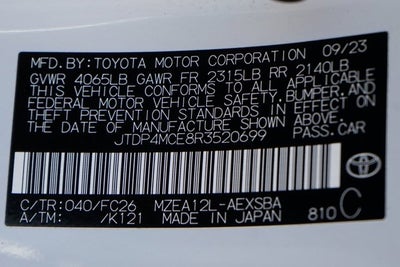 MFD.BY:TOYOTA MOTOR CORPORATION 09/23
GVWR 4065LB GAWR FR 2315LB RR 2140LB
THIS VEHICLE CONFORMS TO ALL APPLICABLE
FEDERAL MOTOR VEHICLE SAFETY, BUMPER, AND
THEFT PREVENTION STANDARDS IN EFFECT ON
THE DATE OF MANUFACTURE SHOWN ABOVE.
JTDP4MCE8R3520699 PASS.CAR
TOYOTA
C/TR:040/FC26 MZEA12L-AEXSBA
A/TM: /K121 MADE IN JAPAN 810 C